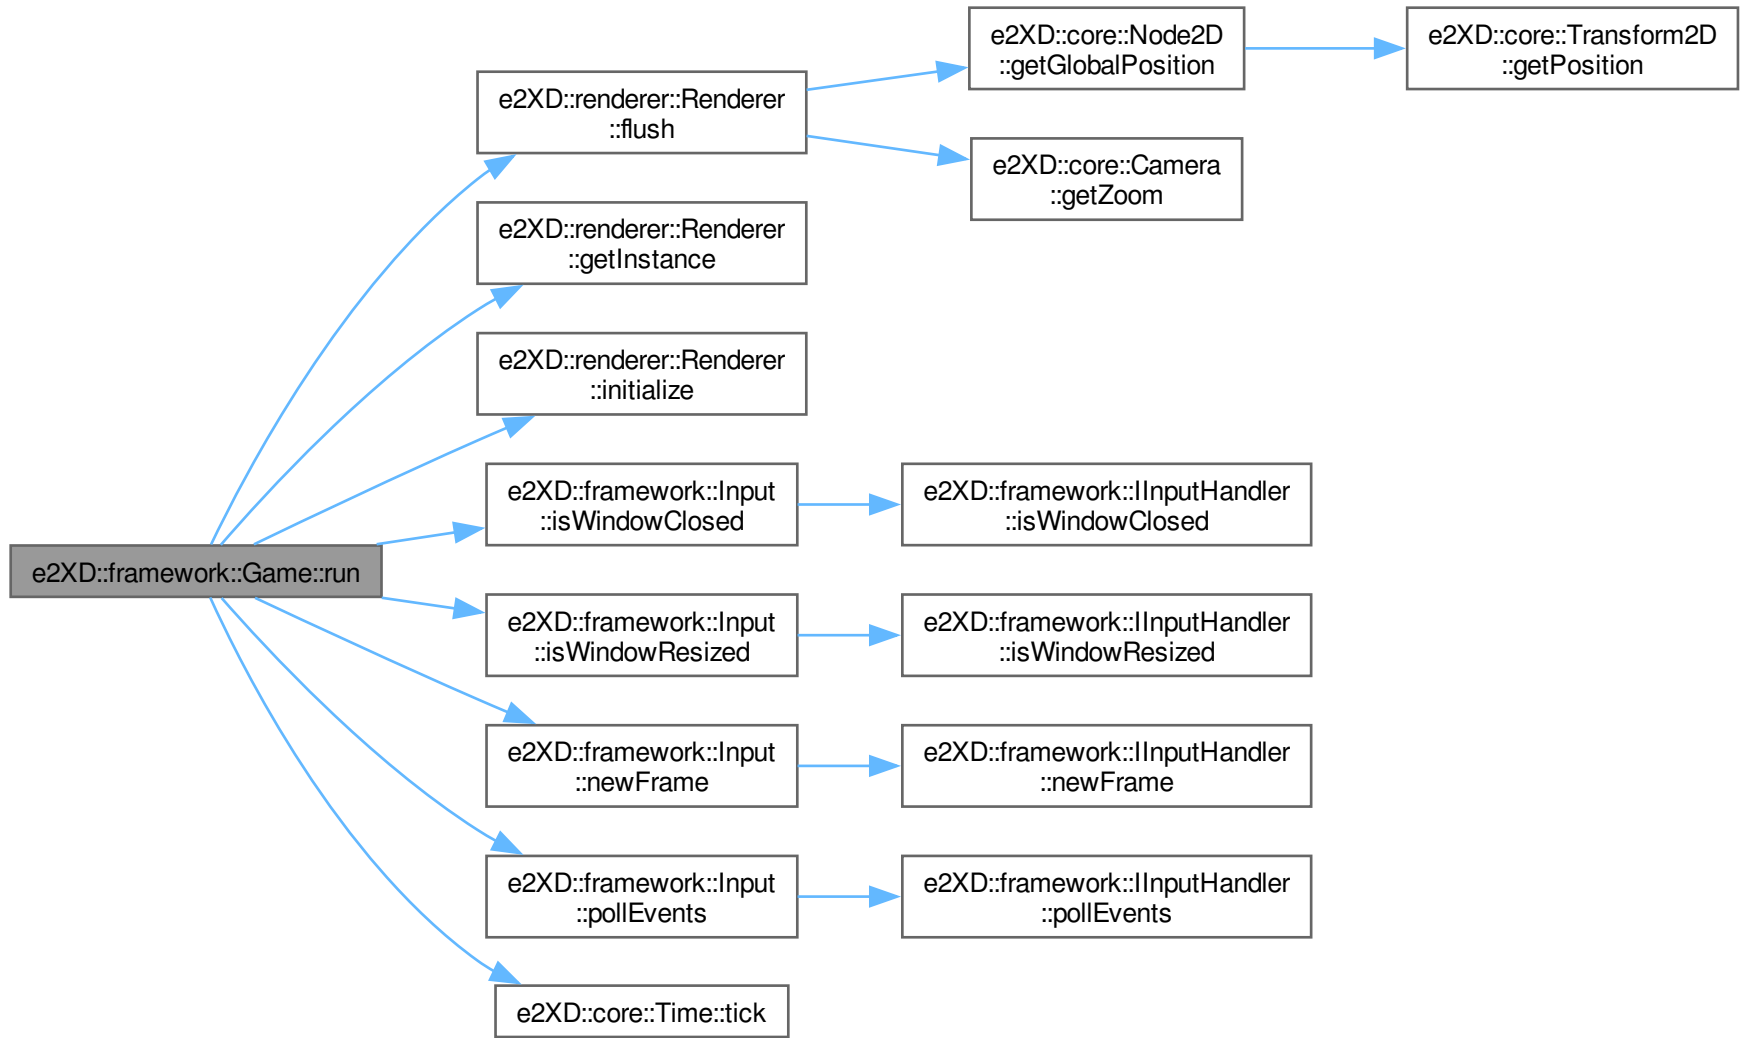 e2XD::framework::Game::run
e2XD::renderer::Renderer
::flush
e2XD::core::Node2D
::getGlobalPosition
e2XD::core::Transform2D
::getPosition
e2XD::core::Camera
::getZoom
e2XD::renderer::Renderer
::getInstance
e2XD::renderer::Renderer
::initialize
e2XD::framework::Input
::isWindowClosed
e2XD::framework::IInputHandler
::isWindowClosed
e2XD::framework::Input
::isWindowResized
e2XD::framework::IInputHandler
::isWindowResized
e2XD::framework::Input
::newFrame
e2XD::framework::IInputHandler
::newFrame
e2XD::framework::Input
::pollEvents
e2XD::framework::IInputHandler
::pollEvents
e2XD::core::Time::tick